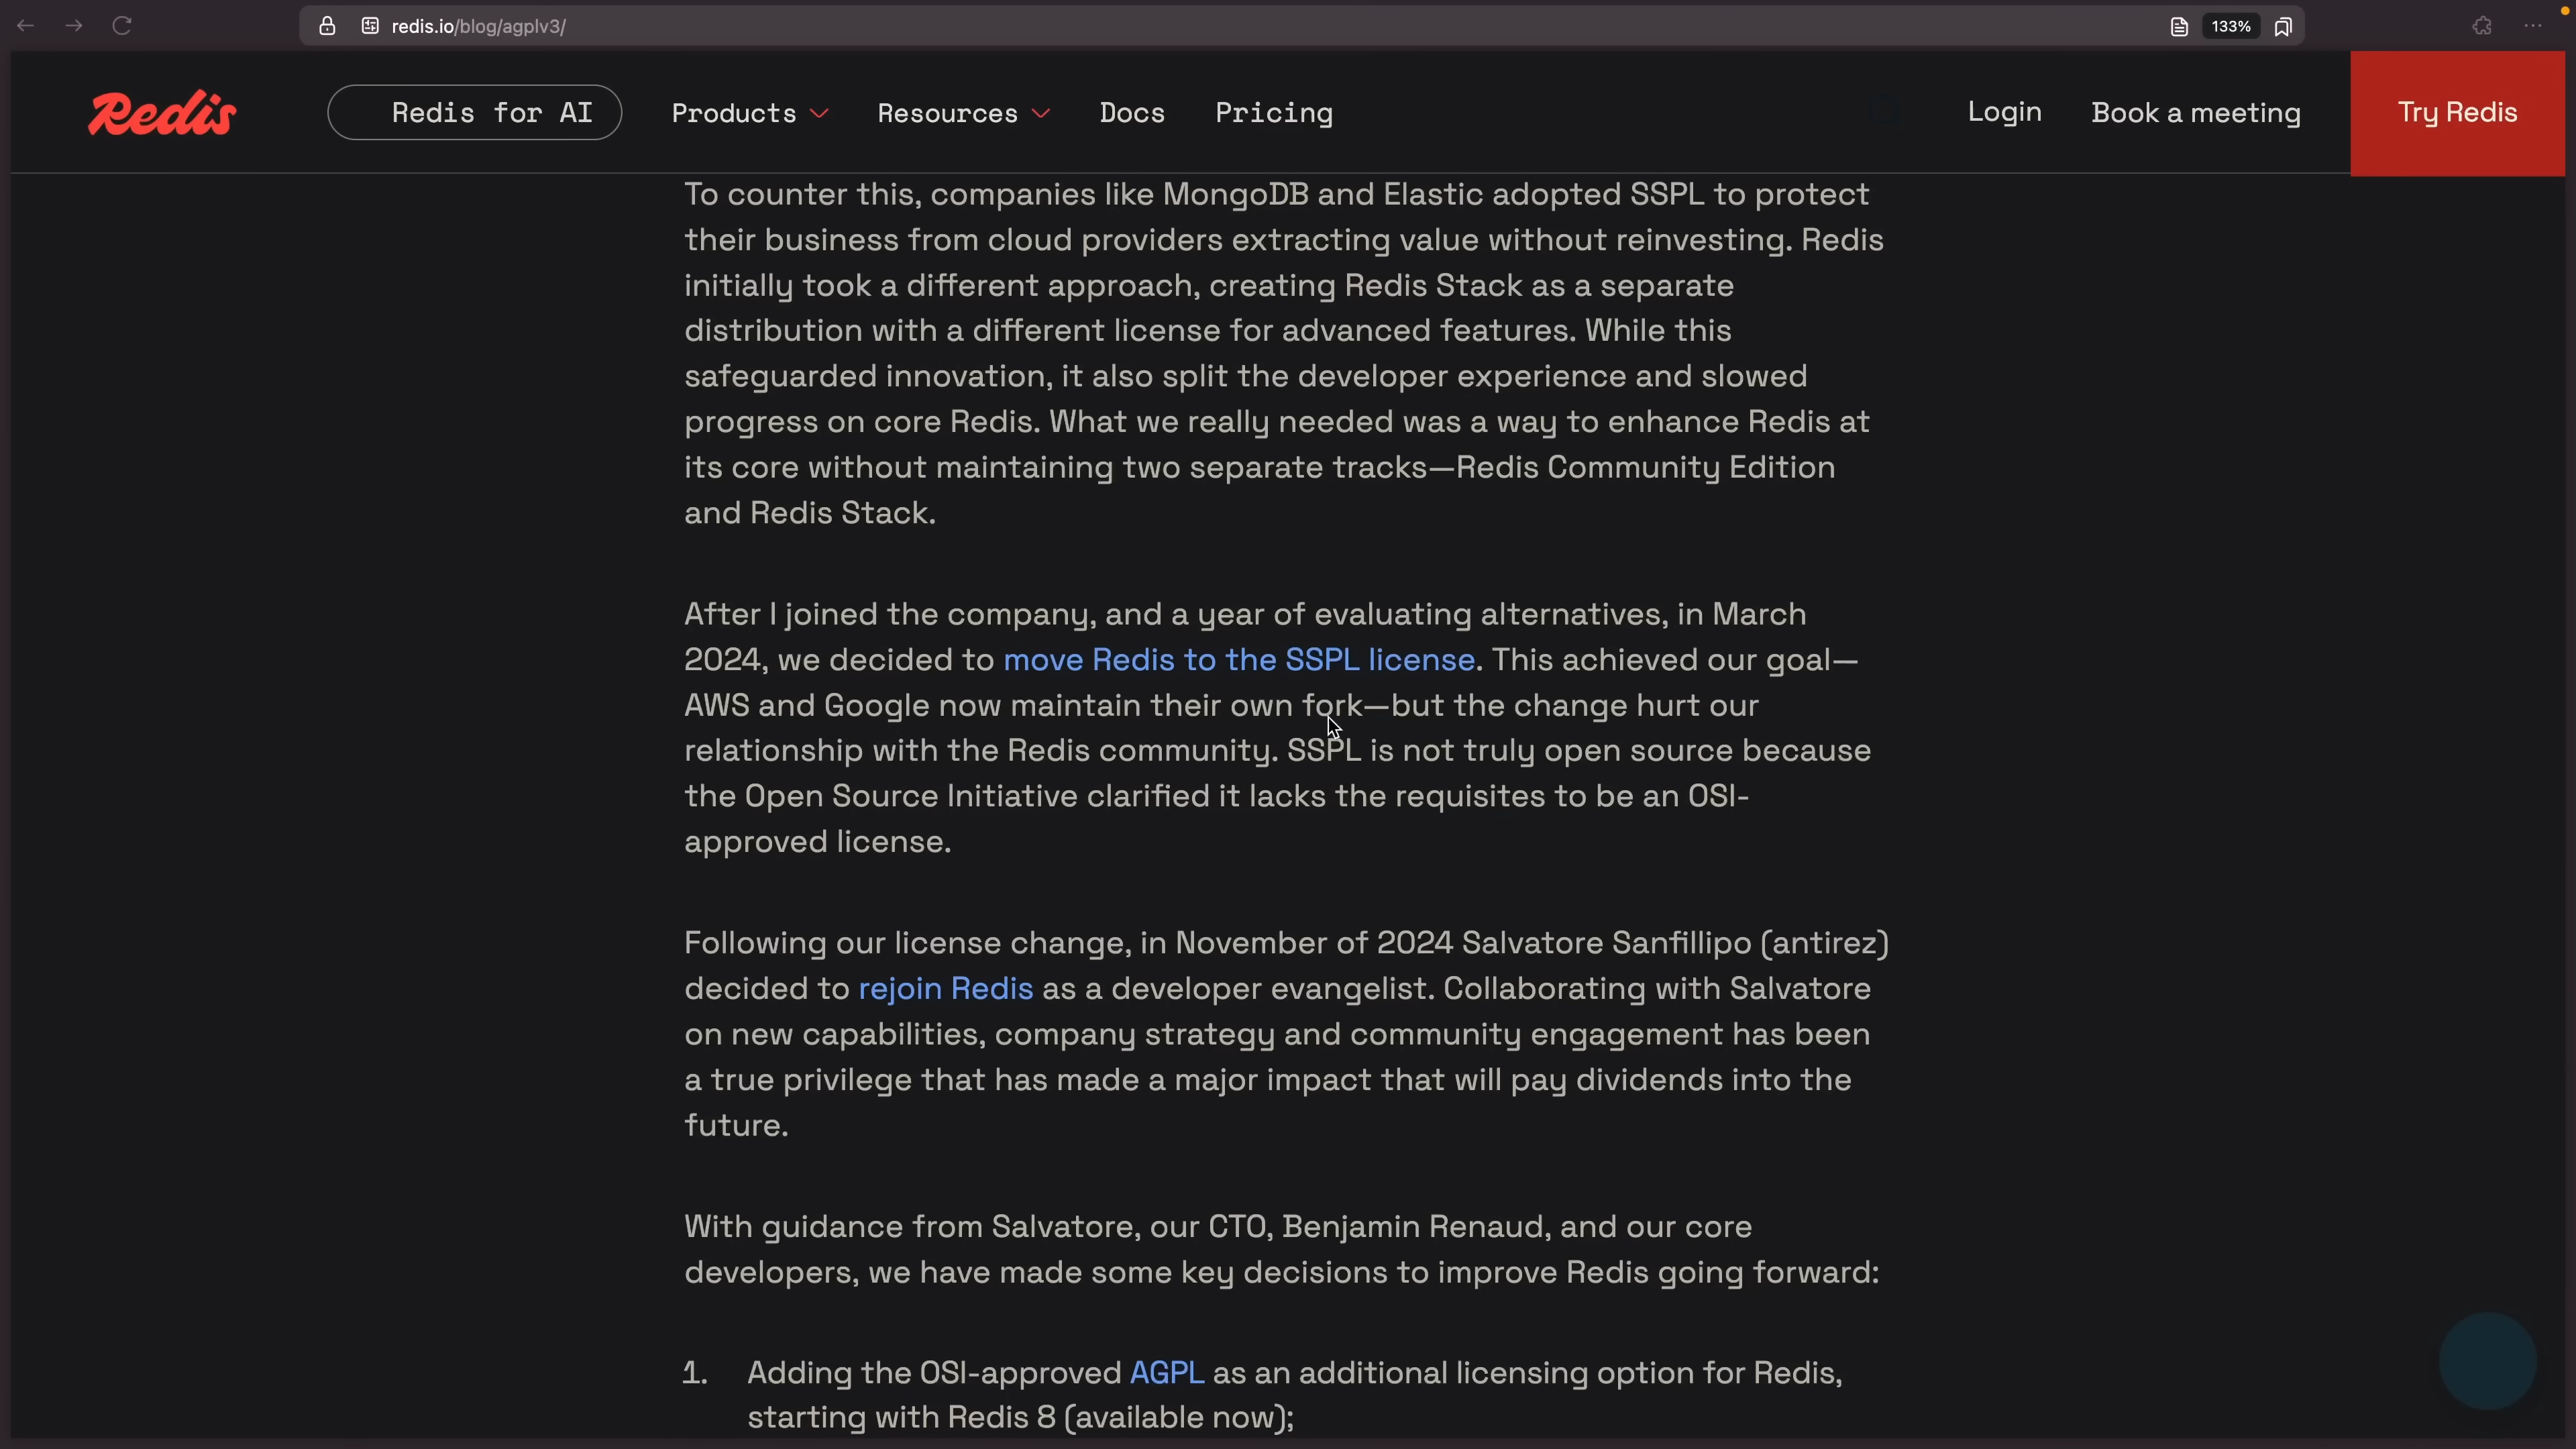 redis.io/blog/agplv3/
133%
Redis
Redis for AI
Products
Resources
Docs
Pricing
Login
Book a meeting
Try Redis
To counter this, companies like MongoDB and Elastic adopted SSPL to protect
their business from cloud providers extracting value without reinvesting. Redis
initially took a different approach, creating Redis Stack as a separate
distribution with a different license for advanced features. While this
safeguarded innovation, it also split the developer experience and slowed
progress on core Redis. What we really needed was a way to enhance Redis at
its core without maintaining two separate tracks—Redis Community Edition
and Redis Stack.
After I joined the company, and a year of evaluating alternatives, in March
2024, we decided to move Redis to the SSPL license. This achieved our goal—
AWS and Google now maintain their own fork—but the change hurt our
relationship with the Redis community. SSPL is not truly open source because
the Open Source Initiative clarified it lacks the requisites to be an OSI-
approved license.
Following our license change, in November of 2024 Salvatore Sanfillipo (antirez)
decided to rejoin Redis as a developer evangelist. Collaborating with Salvatore
on new capabilities, company strategy and community engagement has been
a true privilege that has made a major impact that will pay dividends into the
future.
With guidance from Salvatore, our CTO, Benjamin Renaud, and our core
developers, we have made some key decisions to improve Redis going forward:
1. Adding the OSI-approved AGPL as an additional licensing option for Redis,
starting with Redis 8 (available now);